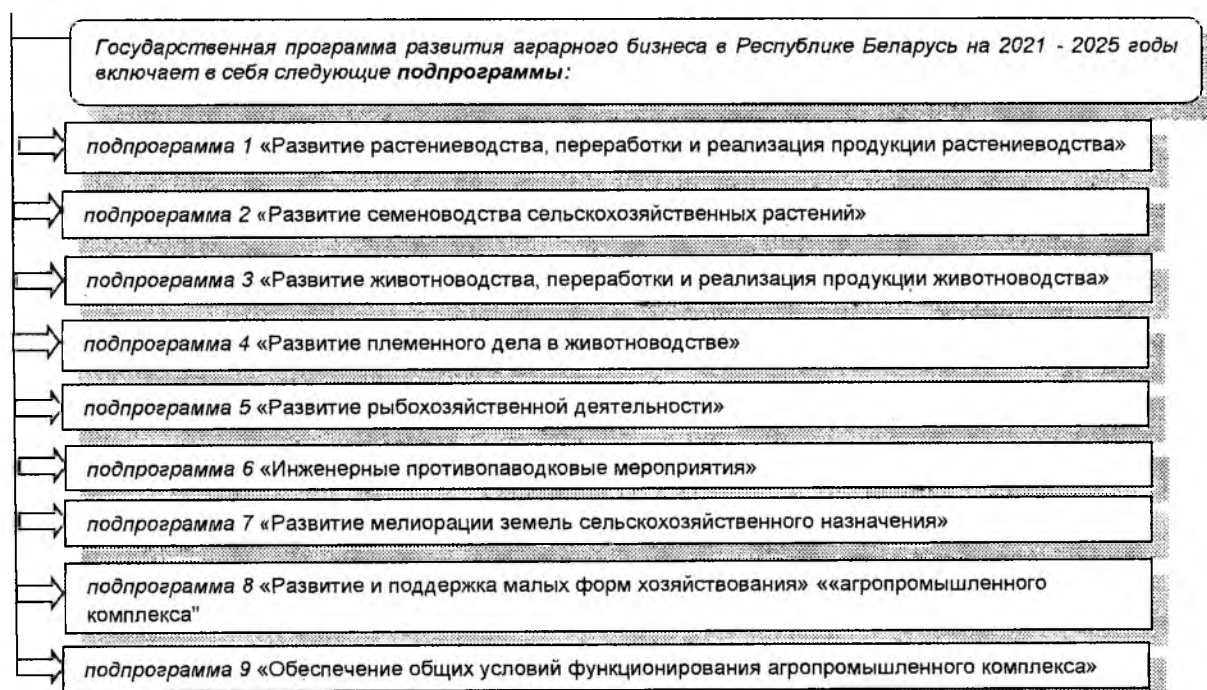 Государственная программа развития аграрного бизнеса в Республике Беларусь на 2021 - 2025 годы
включает в себя следующие подпрограммы:
подпрограмма 1 «Развитие растениеводства, переработки и реализация продукции растениеводства»
подпрограмма 2 «Развитие семеноводства сельскохозяйственных растений»
подпрограмма 3 «Развитие животноводства, переработки и реализация продукции животноводства»
подпрограмма 4 «Развитие племенного дела в животноводстве»
подпрограмма 5 «Развитие рыбохозяйственной деятельности»
подпрограмма 6 «Инженерные противопаводковые мероприятия»
подпрограмма 7 «Развитие мелиорации земель сельскохозяйственного назначения»
подпрограмма 8 «Развитие и поддержка малых форм хозяйствования» ««агропромышленного
комплекса"
подпрограмма 9 «Обеспечение общих условий функционирования агропромышленного комплекса»